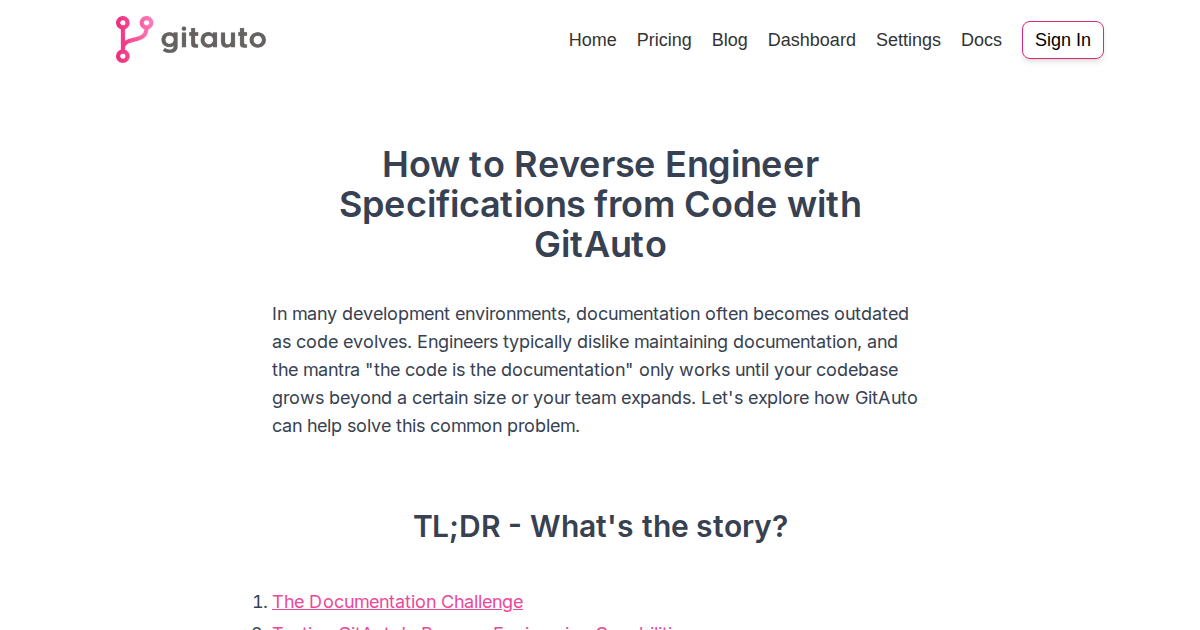 gitauto
Home Pricing Blog Dashboard Settings Docs Sign In
How to Reverse Engineer
Specifications from Code with
GitAuto
In many development environments, documentation often becomes outdated
as code evolves. Engineers typically dislike maintaining documentation, and
the mantra "the code is the documentation" only works until your codebase
grows beyond a certain size or your team expands. Let's explore how GitAuto
can help solve this common problem.
TL;DR - What's the story?
1. The Documentation Challenge